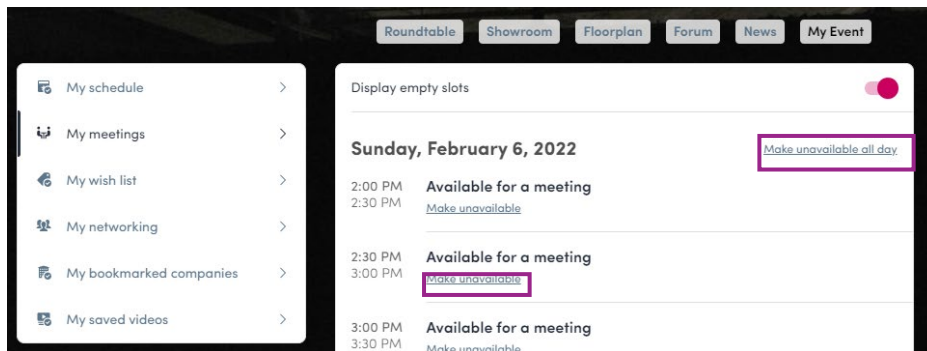 Roundtable Showroom Floorplan Forum News My Event
My schedule
My meetings
My wish list
My networking
My bookmarked companies
My saved videos
Display empty slots
Sunday, February 6, 2022
Make unavailable all day
2:00 PM Available for a meeting
2:30 PM Make unavailable
2:30 PM Available for a meeting
3:00 PM Make unavailable
3:00 PM Available for a meeting
3:30 PM Make unavailable